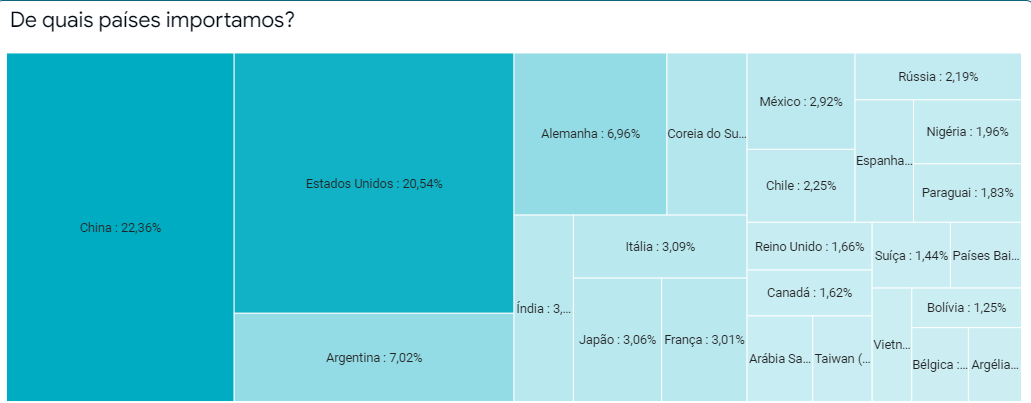 De quais países importamos?
China : 22,36%
Estados Unidos : 20,54%
Argentina : 7,02%
Alemanha : 6,96%
Coreia do Su...
Índia : 3,...
Itália : 3,09%
Japão : 3,06%
França : 3,01%
México : 2,92%
Chile : 2,25%
Rússia : 2,19%
Espanha...
Nigéria : 1,96%
Paraguai : 1,83%
Reino Unido : 1,66%
Canadá : 1,62%
Arábia Sa...
Taiwan (...
Suíça : 1,44%
Países Bai...
Vietn...
Bolívia : 1,25%
Bélgica :...
Argélia...